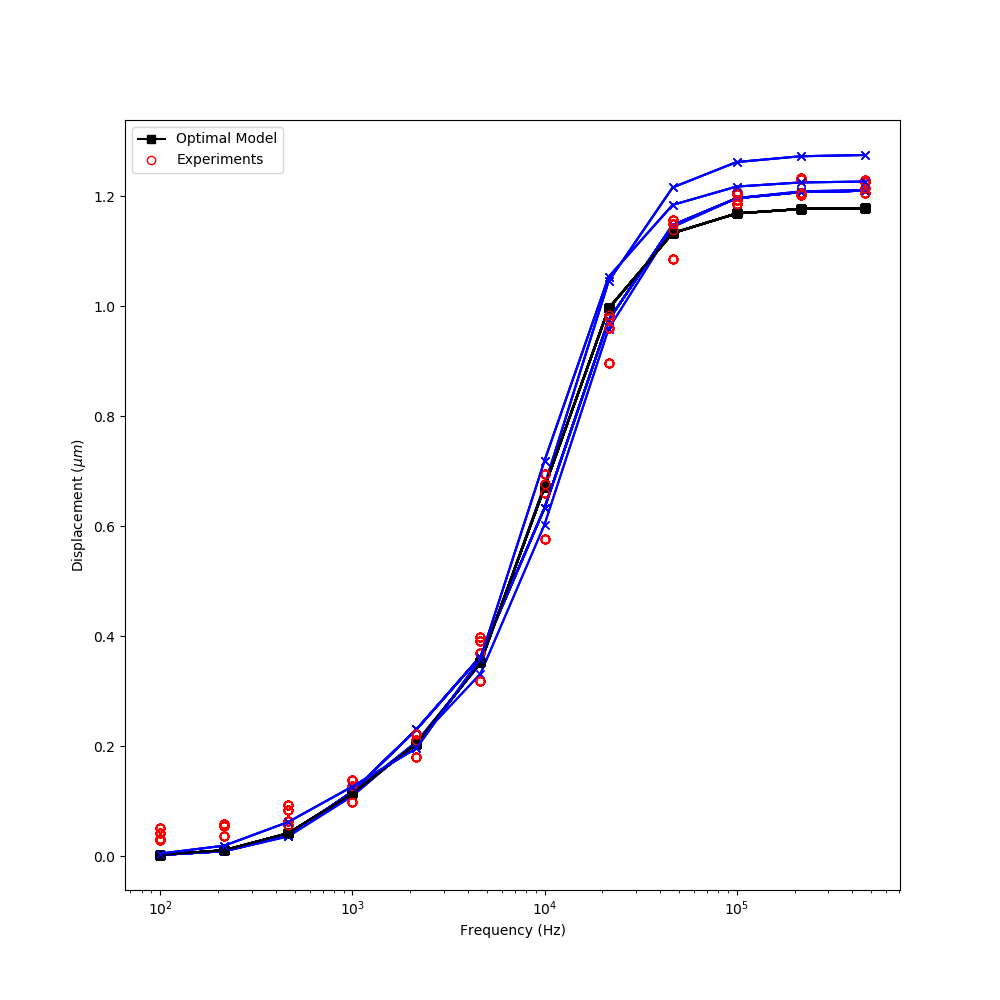 Optimal Model
Experiments
1.2
1.0
0.8
0.6
0.4
0.2
0.0
Displacement (μm)
10²
10³
10⁴
10⁵
Frequency (Hz)